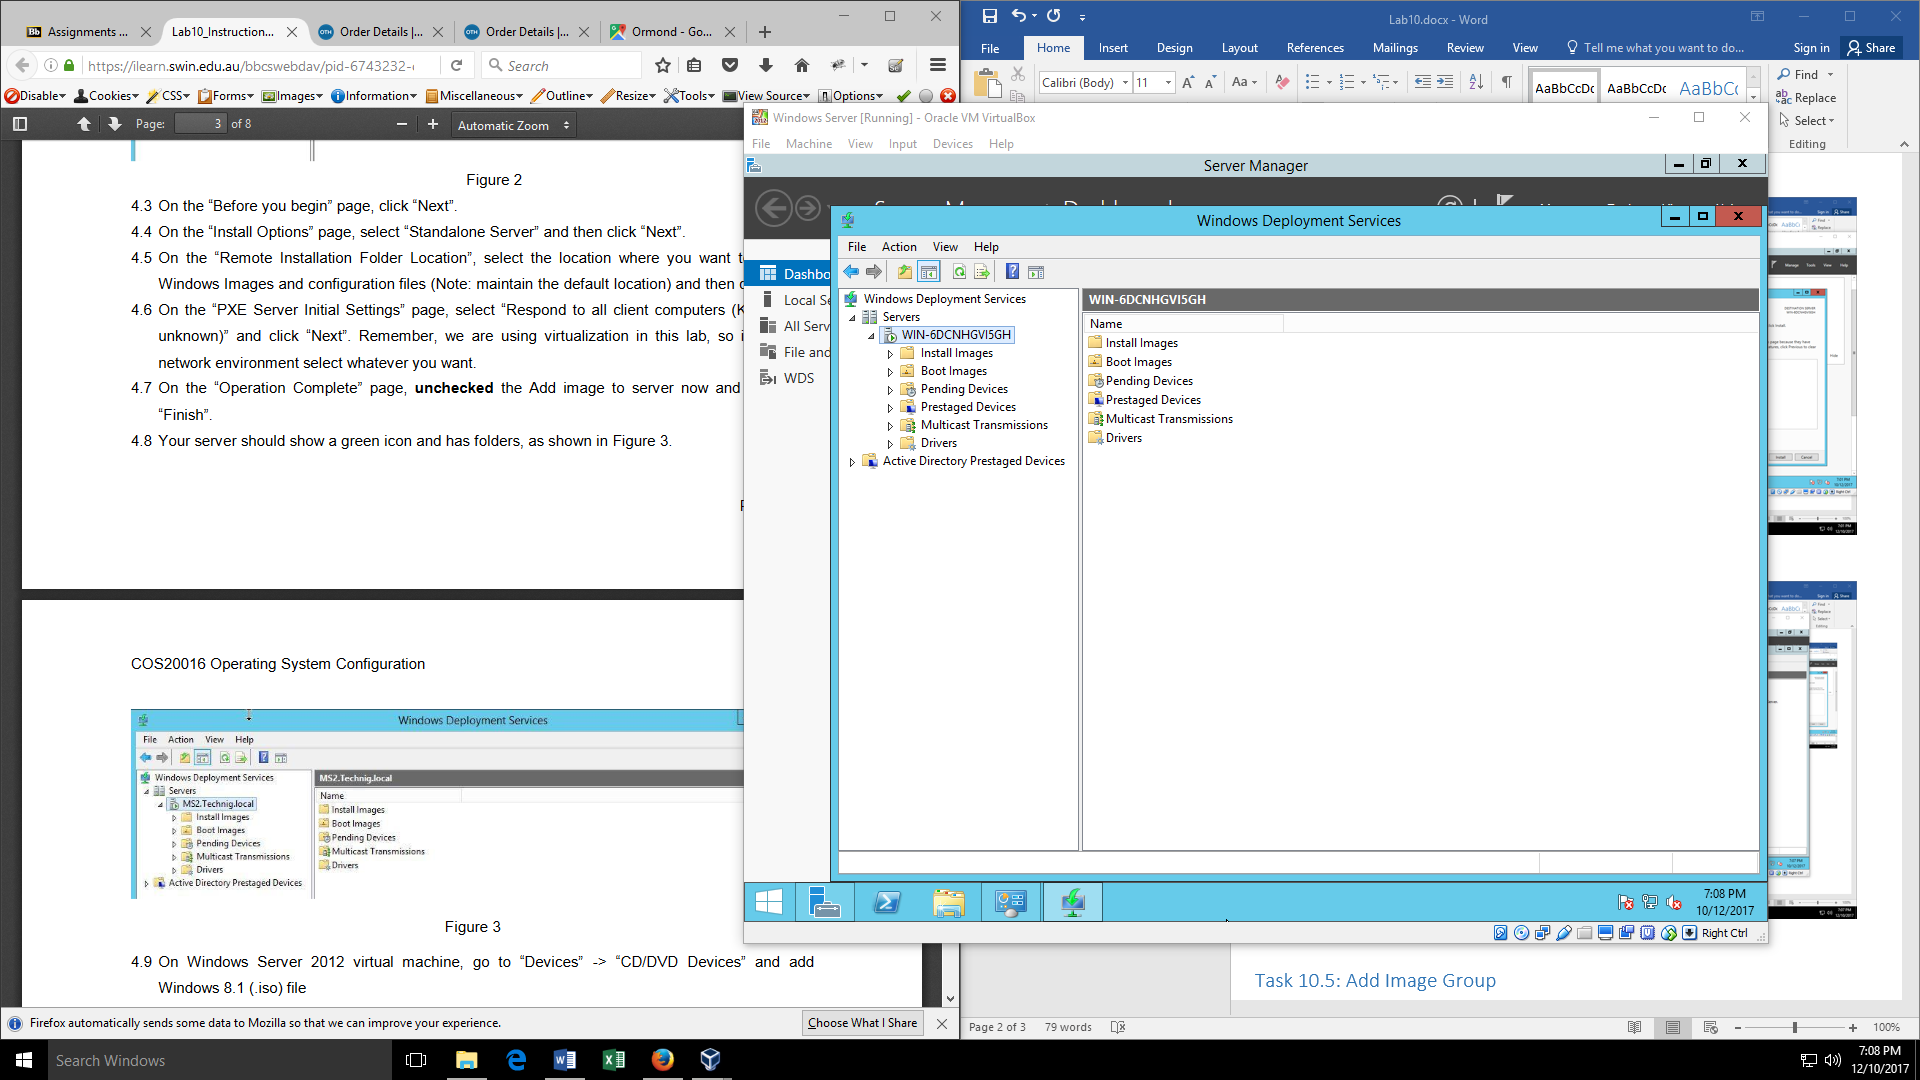 Assignments ...
Lab10_Instruction...
Order Details |...
Order Details |...
Ormond - Go...
https://ilearn.swin.edu.au/bbcswebdav/pid-6743232-
Search
Disable
Cookies
CSS
Forms
Images
Information
Miscellaneous
Outline
Resize
Tools
View Source
Options
Page:
3
of 8
Automatic Zoom
Figure 2
4.3 On the “Before you begin” page, click “Next”.
4.4 On the “Install Options” page, select “Standalone Server” and then click “Next”.
4.5 On the “Remote Installation Folder Location”, select the location where you want
Windows Images and configuration files (Note: maintain the default location) and then
4.6 On the “PXE Server Initial Settings” page, select “Respond to all client computers (
unknown)” and click “Next”. Remember, we are using virtualization in this lab, so
network environment select whatever you want.
4.7 On the “Operation Complete” page, unchecked the Add image to server now and
“Finish”.
4.8 Your server should show a green icon and has folders, as shown in Figure 3.
COS20016 Operating System Configuration
Windows Deployment Services
File Action View Help
Windows Deployment Services
Servers
MS2.Technig.local
Install Images
Boot Images
Pending Devices
Multicast Transmissions
Drivers
Active Directory Prestaged Devices
MS2.Technig.local
Name
Install Images
Boot Images
Pending Devices
Multicast Transmissions
Drivers
Figure 3
4.9 On Windows Server 2012 virtual machine, go to “Devices” -> “CD/DVD Devices” and add
Windows 8.1 (.iso) file
Firefox automatically sends some data to Mozilla so that we can improve your experience.
Choose What I Share
Lab10.docx - Word
File
Home
Insert
Design
Layout
References
Mailings
Review
View
Tell me what you want to do...
Sign in
Share
Calibri (Body)
11
Aa
AaBbCcDc
AaBbCcDc
AaBbC
Find
Replace
Select
Editing
Windows Server [Running] - Oracle VM VirtualBox
File Machine View Input Devices Help
Server Manager
Local Se
All Serv
File and
WDS
Windows Deployment Services
File Action View Help
Windows Deployment Services
Servers
WIN-6DCNHGVI5GH
Install Images
Boot Images
Pending Devices
Prestaged Devices
Multicast Transmissions
Drivers
Active Directory Prestaged Devices
WIN-6DCNHGVI5GH
Name
Install Images
Boot Images
Pending Devices
Prestaged Devices
Multicast Transmissions
Drivers
7:08 PM
10/12/2017
Right Ctrl
Task 10.5: Add Image Group
Page 2 of 3
79 words
100%
Search Windows
7:08 PM
12/10/2017